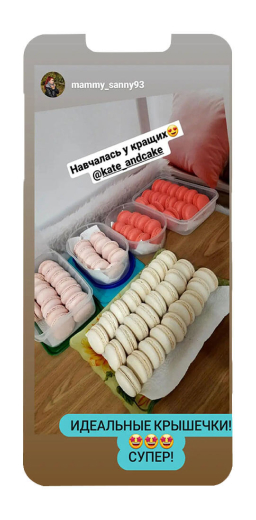 mammy_sanny93
Навчалась у кращих😍
@kate_andcake
ИДЕАЛЬНЫЕ КРЫШЕЧКИ!
😍😍😍
СУПЕР!